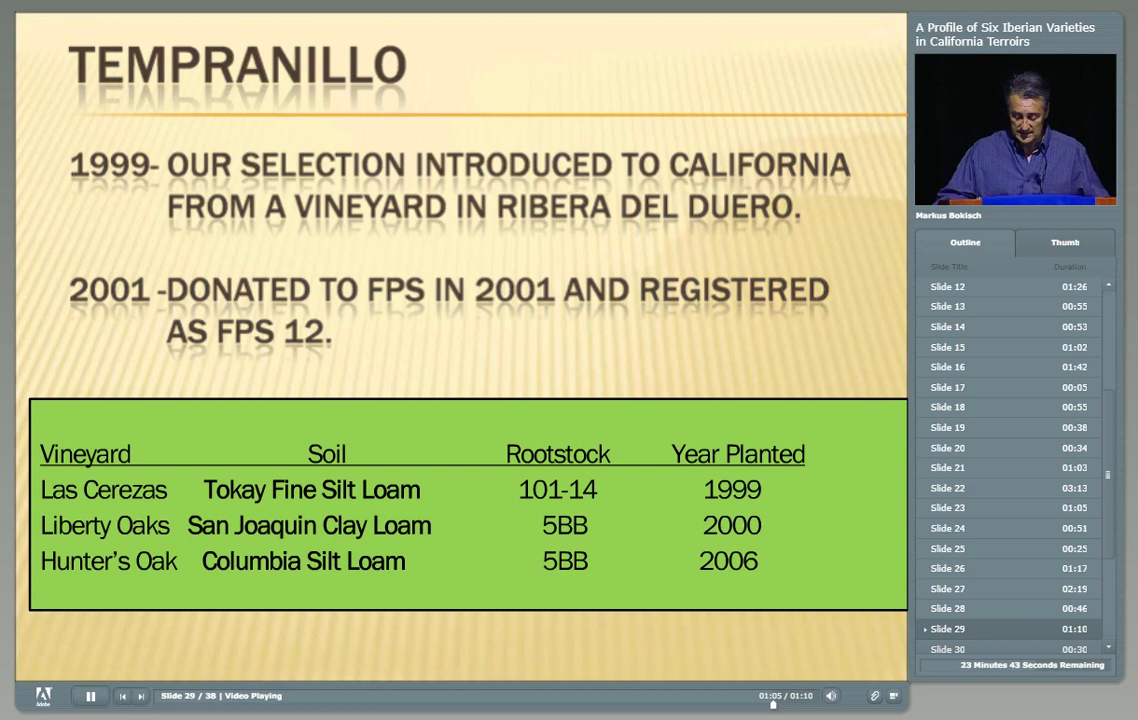 TEMPRANILLO
1999- OUR SELECTION INTRODUCED TO CALIFORNIA
FROM A VINEYARD IN RIBERA DEL DUERO.
2001 -DONATED TO FPS IN 2001 AND REGISTERED
AS FPS 12.
Vineyard Soil Rootstock Year Planted
Las Cerezas Tokay Fine Silt Loam 101-14 1999
Liberty Oaks San Joaquin Clay Loam 5BB 2000
Hunter's Oak Columbia Silt Loam 5BB 2006
A Profile of Six Iberian Varieties
in California Terroirs
Markus Bokisch
Outline Thumb
Slide Title Duration
Slide 12 01:26
Slide 13 00:55
Slide 14 00:53
Slide 15 01:02
Slide 16 01:42
Slide 17 00:05
Slide 18 00:55
Slide 19 00:38
Slide 20 00:34
Slide 21 01:03
Slide 22 03:13
Slide 23 01:05
Slide 24 00:51
Slide 25 00:25
Slide 26 01:17
Slide 27 02:19
Slide 28 00:46
Slide 29 01:10
Slide 30 00:30
23 Minutes 43 Seconds Remaining
Adobe
Slide 29 / 38 | Video Playing
01:05 / 01:10